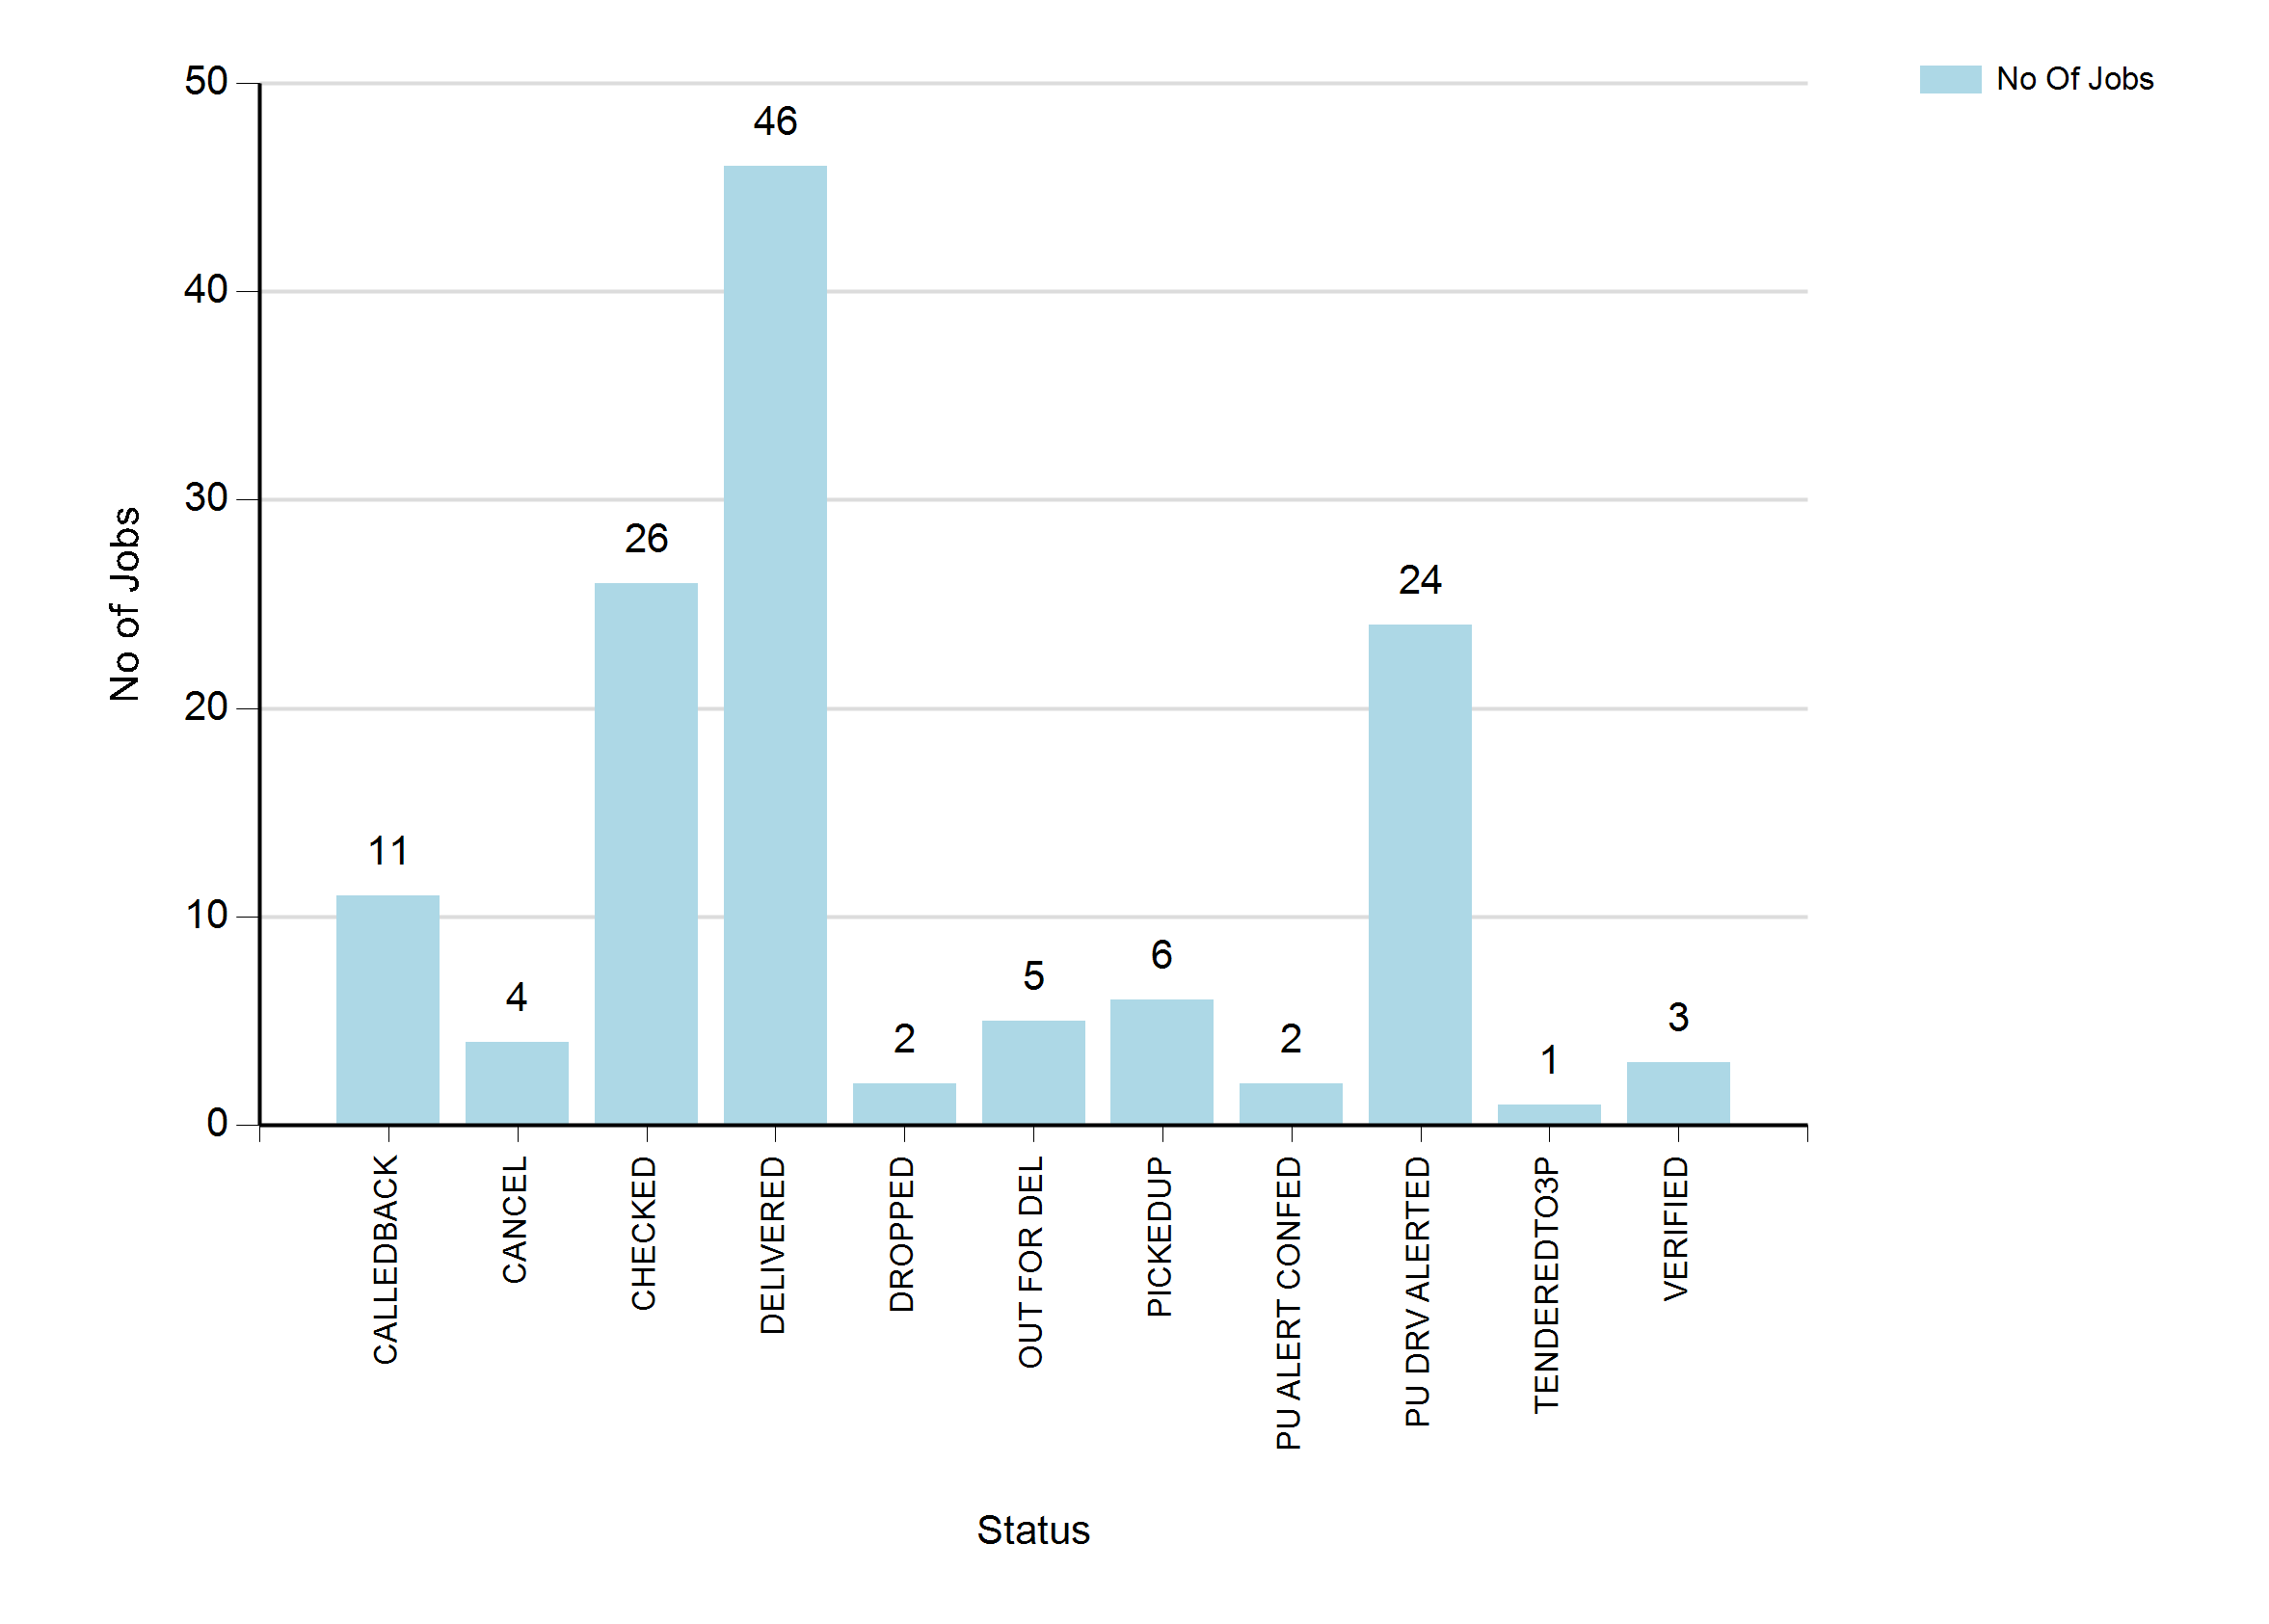 No Of Jobs
50
40
30
20
10
0
No of Jobs
11
4
26
46
2
5
6
2
24
1
3
CALLEDBACK
CANCEL
CHECKED
DELIVERED
DROPPED
OUT FOR DEL
PICKEDUP
PU ALERT CONFED
PU DRV ALERTED
TENDEREDTO3P
VERIFIED
Status